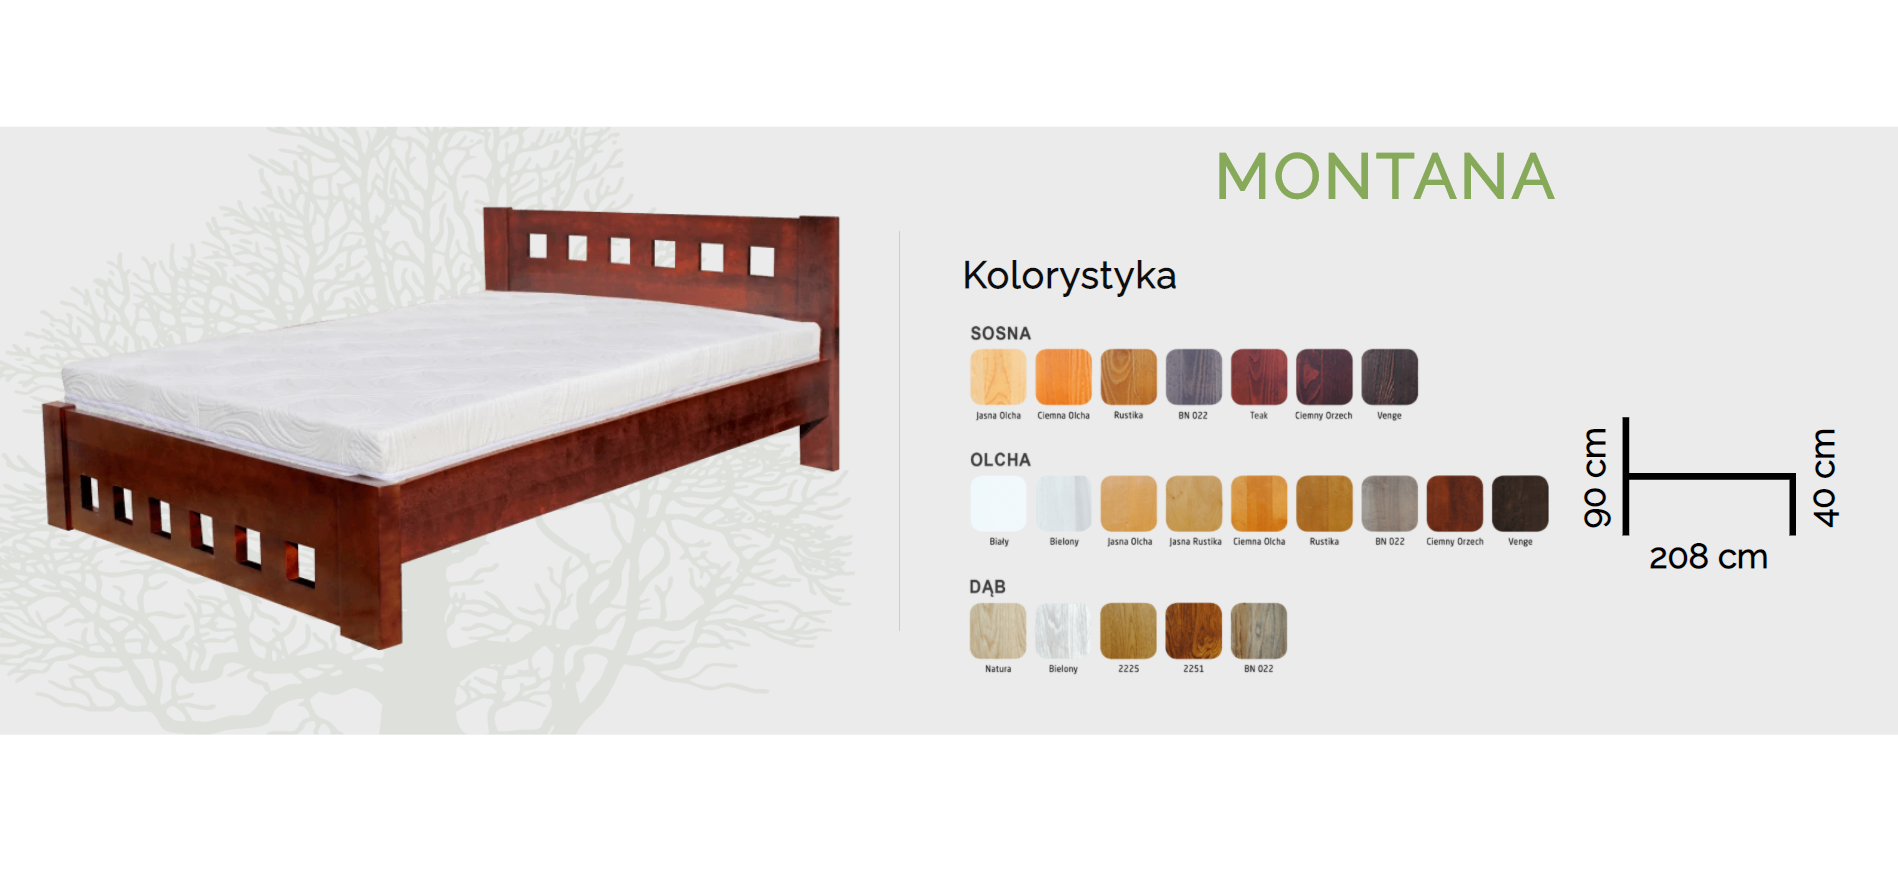 MONTANA
Kolorystyka
SOSNA
Jasna Olcha Ciemna Olcha Rustika BN 022 Teak Ciemny Orzech Venge
OLCHA
Biały Bielony Jasna Olcha Jasna Rustika Ciemna Olcha Rustika BN 022 Ciemny Orzech Venge
DĄB
Natura Bielony 2225 2251 BN 022
90 cm
40 cm
208 cm